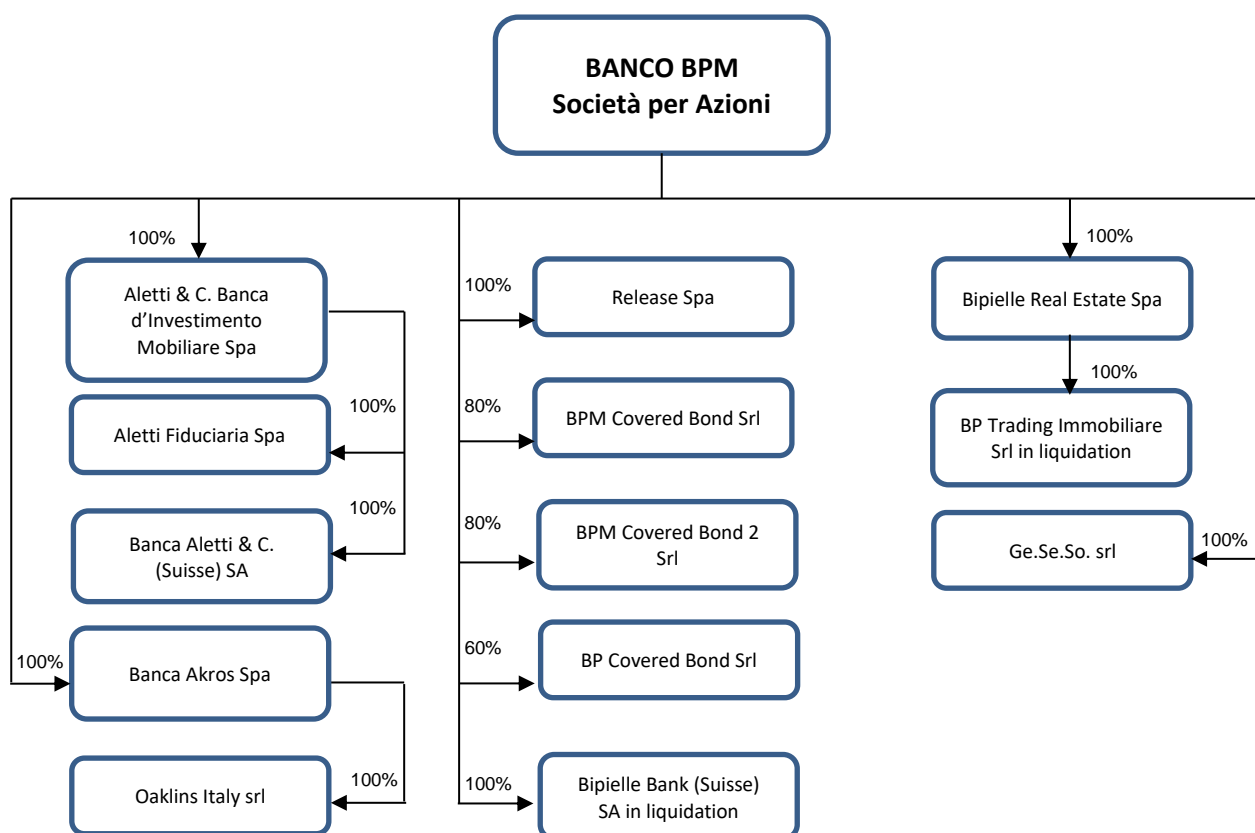 BANCO BPM
Società per Azioni
100%
Aletti & C. Banca
d’Investimento
Mobiliare Spa
100%
Aletti Fiduciaria Spa
100%
Banca Aletti & C.
(Suisse) SA
100%
Banca Akros Spa
100%
Oaklins Italy srl
100%
Release Spa
80%
BPM Covered Bond Srl
80%
BPM Covered Bond 2
Srl
60%
BP Covered Bond Srl
100%
Bipielle Bank (Suisse)
SA in liquidation
100%
Bipielle Real Estate Spa
100%
BP Trading Immobiliare
Srl in liquidation
Ge.Se.So. srl
100%